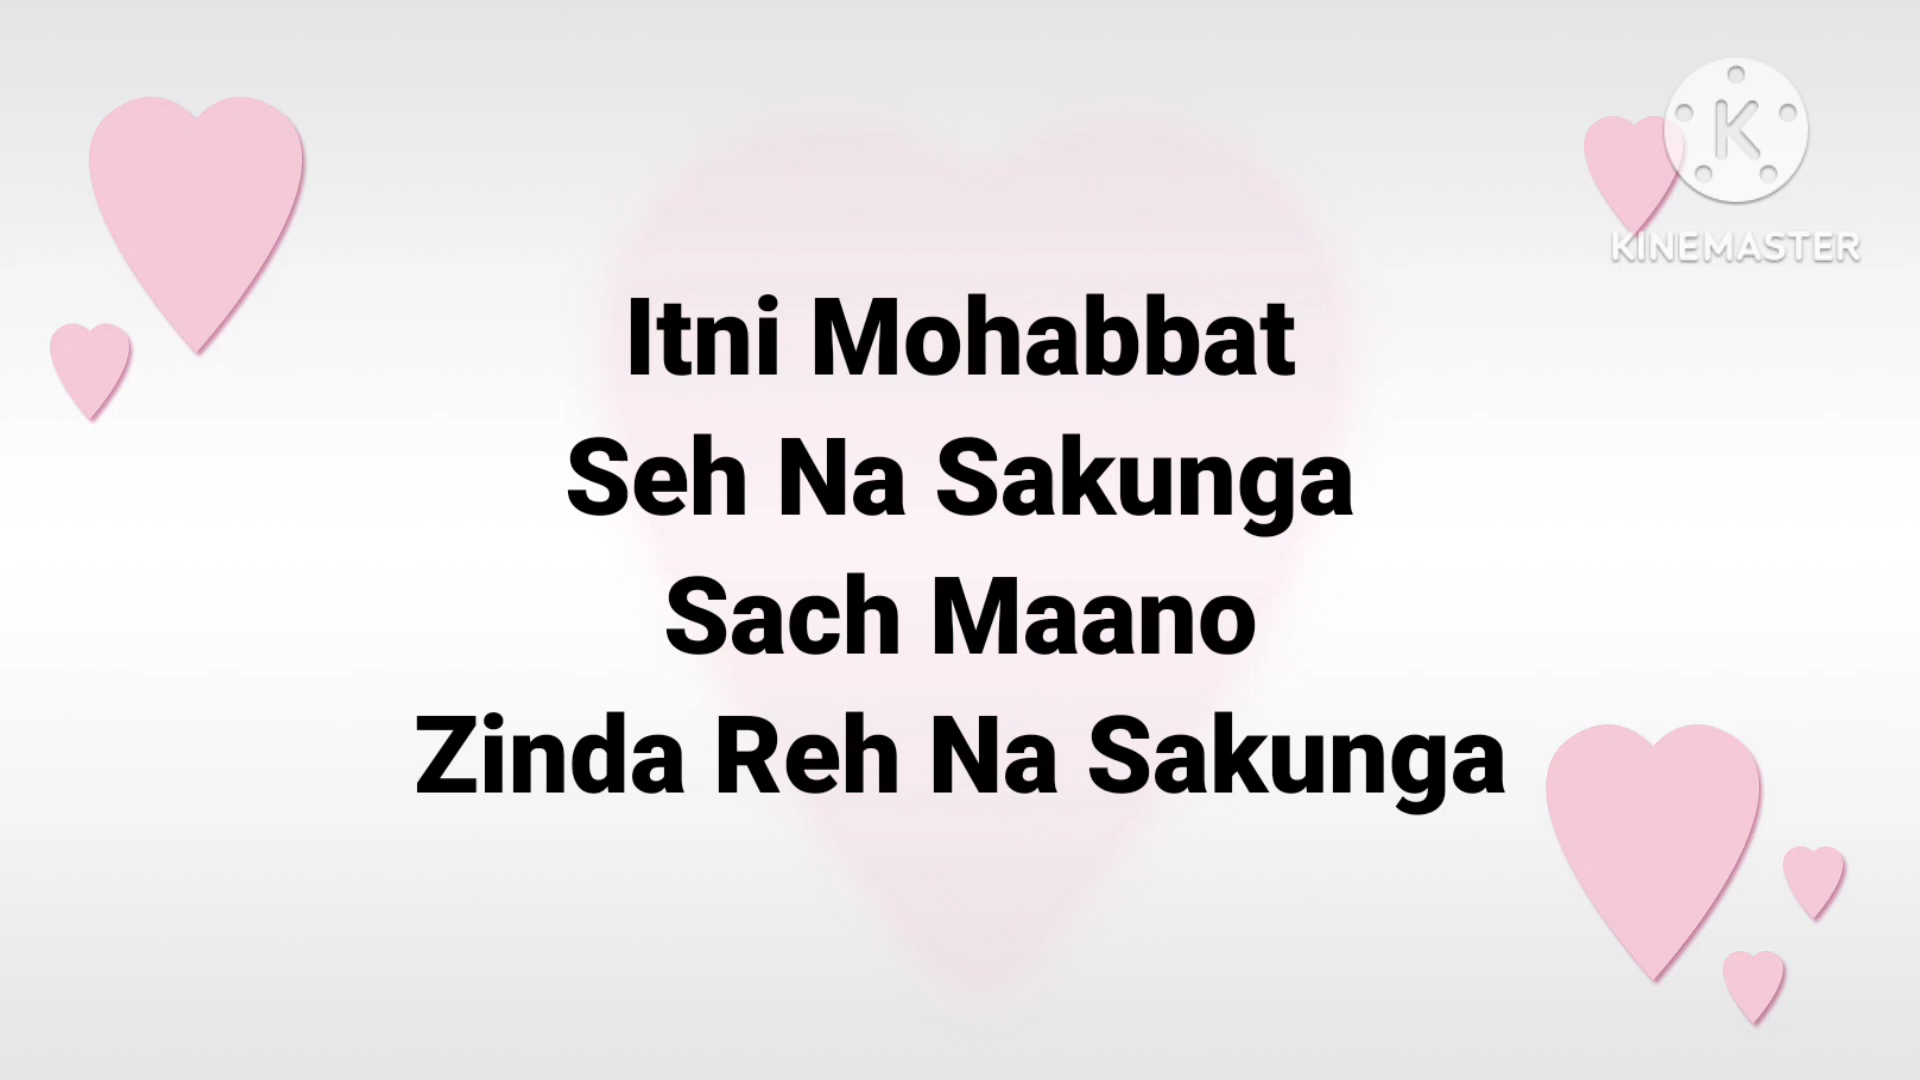 K
KINEMASTER
Itni Mohabbat
Seh Na Sakunga
Sach Maano
Zinda Reh Na Sakunga